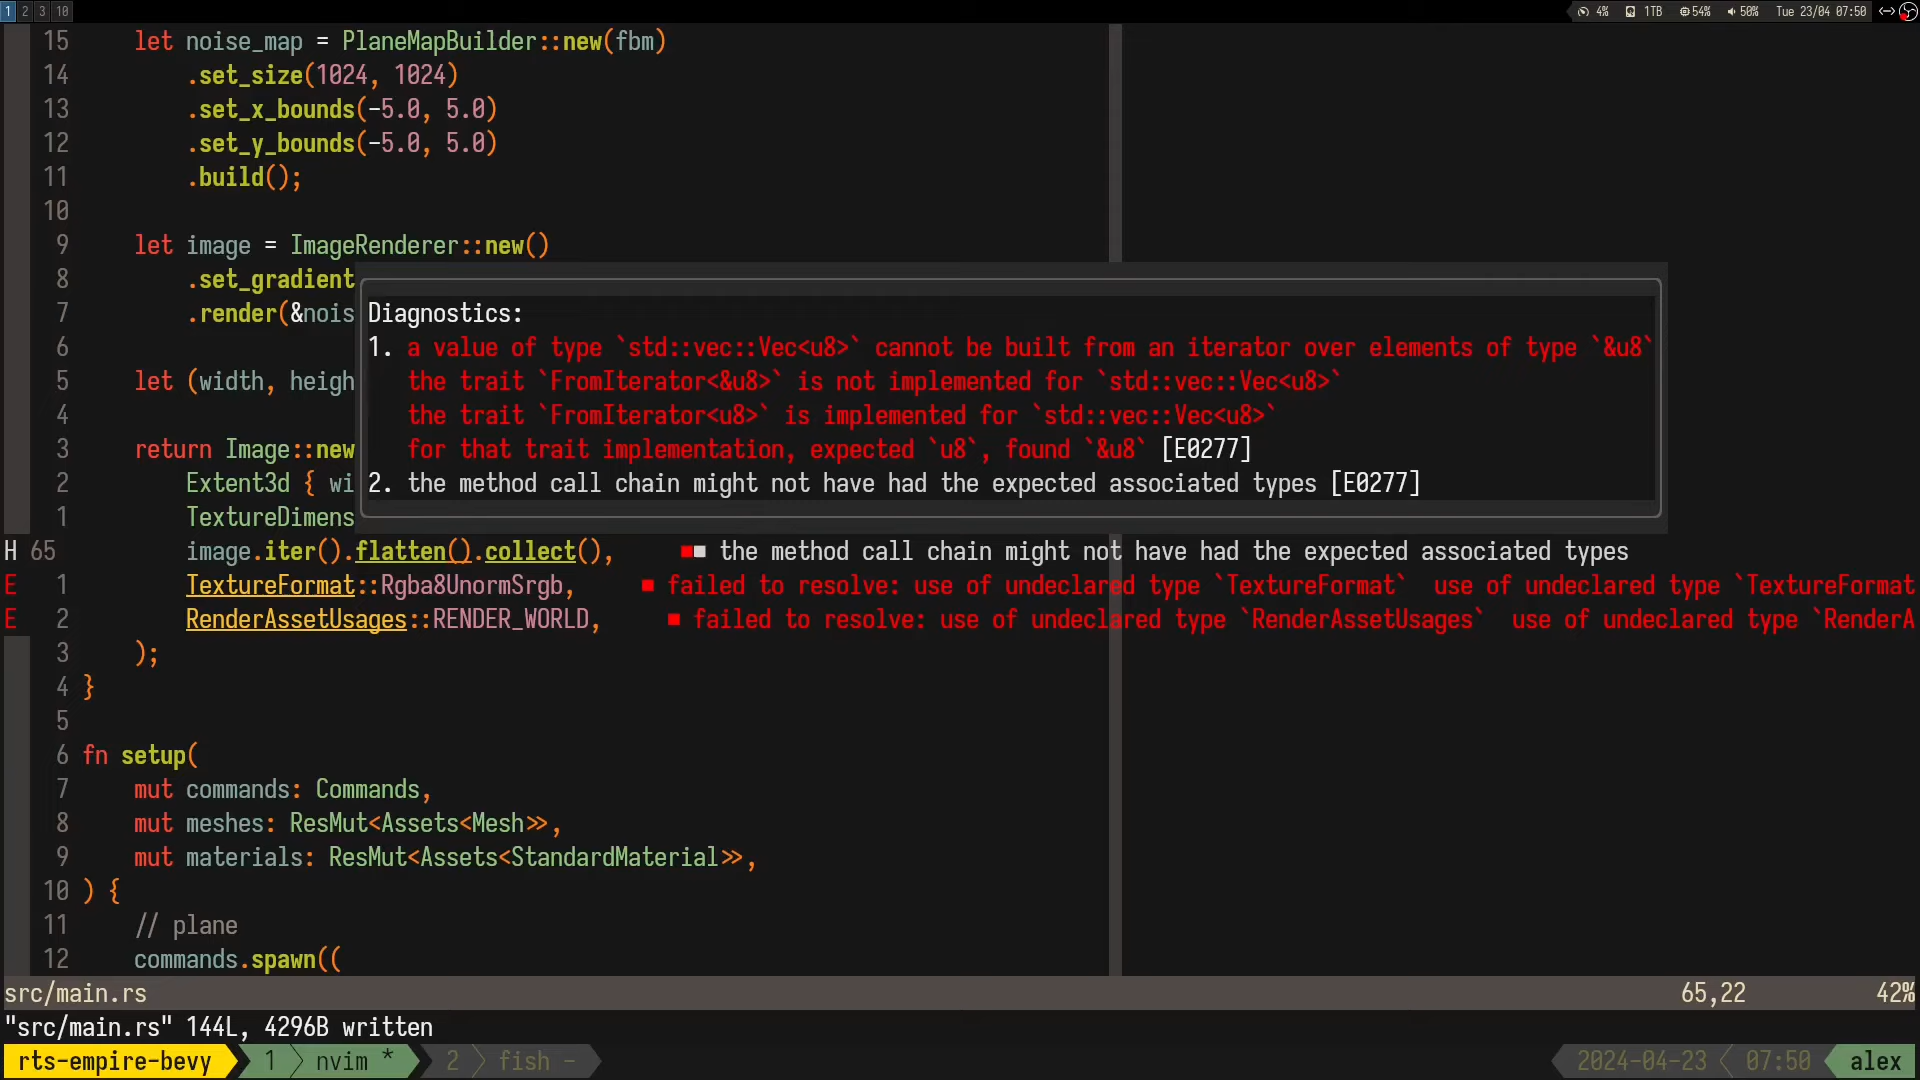 1 2 3 10
4% 1TB 54% 50% Tue 23/04 07:50
15 let noise_map = PlaneMapBuilder::new(fbm)
14 .set_size(1024, 1024)
13 .set_x_bounds(-5.0, 5.0)
12 .set_y_bounds(-5.0, 5.0)
11 .build();
10
9 let image = ImageRenderer::new()
8 .set_gradient
7 .render(&nois
6
5 let (width, heigh
4
3 return Image::new
2 Extent3d { wi
1 TextureDimens
Diagnostics:
1. a value of type `std::vec::Vec<u8>` cannot be built from an iterator over elements of type `&u8`
the trait `FromIterator<&u8>` is not implemented for `std::vec::Vec<u8>`
the trait `FromIterator<u8>` is implemented for `std::vec::Vec<u8>`
for that trait implementation, expected `u8`, found `&u8` [E0277]
2. the method call chain might not have had the expected associated types [E0277]
H 65 image.iter().flatten().collect(), ■■ the method call chain might not have had the expected associated types
E 1 TextureFormat::Rgba8UnormSrgb, ■ failed to resolve: use of undeclared type `TextureFormat` use of undeclared type `TextureFormat
E 2 RenderAssetUsages::RENDER_WORLD, ■ failed to resolve: use of undeclared type `RenderAssetUsages` use of undeclared type `RenderA
3 );
4 }
5
6 fn setup(
7 mut commands: Commands,
8 mut meshes: ResMut<Assets<Mesh>>,
9 mut materials: ResMut<Assets<StandardMaterial>>,
10 ) {
11 // plane
12 commands.spawn((
src/main.rs 65,22 42%
"src/main.rs" 144L, 4296B written
rts-empire-bevy 1 nvim * 2 fish - 2024-04-23 07:50 alex